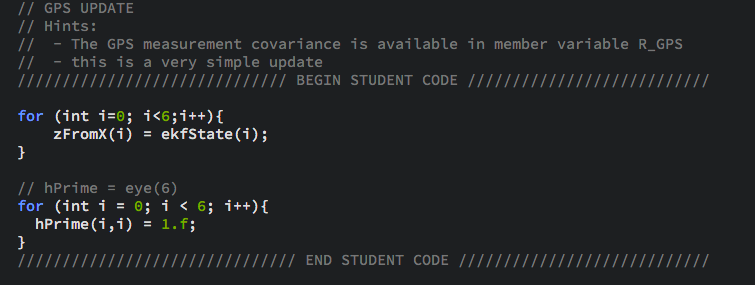 // GPS UPDATE
// Hints:
//  - The GPS measurement covariance is available in member variable R_GPS
//  - this is a very simple update
////////////////////////////// BEGIN STUDENT CODE ///////////////////////////
for (int i=0; i<6;i++){
    zFromX(i) = ekfState(i);
}
// hPrime = eye(6)
for (int i = 0; i < 6; i++){
  hPrime(i,i) = 1.f;
}
/////////////////////////////// END STUDENT CODE ////////////////////////////